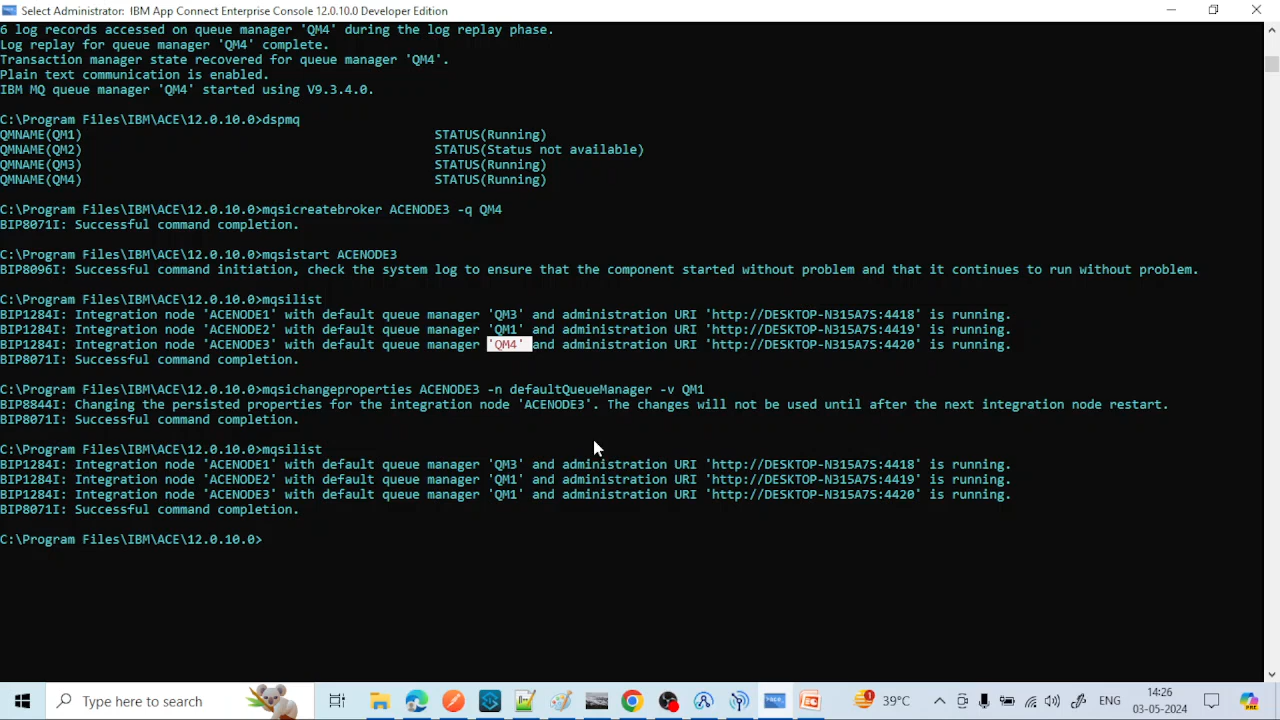 Select Administrator: IBM App Connect Enterprise Console 12.0.10.0 Developer Edition
6 log records accessed on queue manager 'QM4' during the log replay phase.
Log replay for queue manager 'QM4' complete.
Transaction manager state recovered for queue manager 'QM4'.
Plain text communication is enabled.
IBM MQ queue manager 'QM4' started using V9.3.4.0.
C:\Program Files\IBM\ACE\12.0.10.0>dspmq
QMNAME(QM1) STATUS(Running)
QMNAME(QM2) STATUS(Status not available)
QMNAME(QM3) STATUS(Running)
QMNAME(QM4) STATUS(Running)
C:\Program Files\IBM\ACE\12.0.10.0>mqsicreatebroker ACENODE3 -q QM4
BIP8071I: Successful command completion.
C:\Program Files\IBM\ACE\12.0.10.0>mqsistart ACENODE3
BIP8096I: Successful command initiation, check the system log to ensure that the component started without problem and that it continues to run without problem.
C:\Program Files\IBM\ACE\12.0.10.0>mqsilist
BIP1284I: Integration node 'ACENODE1' with default queue manager 'QM3' and administration URI 'http://DESKTOP-N315A7S:4418' is running.
BIP1284I: Integration node 'ACENODE2' with default queue manager 'QM1' and administration URI 'http://DESKTOP-N315A7S:4419' is running.
BIP1284I: Integration node 'ACENODE3' with default queue manager 'QM4' and administration URI 'http://DESKTOP-N315A7S:4420' is running.
BIP8071I: Successful command completion.
C:\Program Files\IBM\ACE\12.0.10.0>mqsichangeproperties ACENODE3 -n defaultQueueManager -v QM1
BIP8844I: Changing the persisted properties for the integration node 'ACENODE3'. The changes will not be used until after the next integration node restart.
BIP8071I: Successful command completion.
C:\Program Files\IBM\ACE\12.0.10.0>mqsilist
BIP1284I: Integration node 'ACENODE1' with default queue manager 'QM3' and administration URI 'http://DESKTOP-N315A7S:4418' is running.
BIP1284I: Integration node 'ACENODE2' with default queue manager 'QM1' and administration URI 'http://DESKTOP-N315A7S:4419' is running.
BIP1284I: Integration node 'ACENODE3' with default queue manager 'QM1' and administration URI 'http://DESKTOP-N315A7S:4420' is running.
BIP8071I: Successful command completion.
C:\Program Files\IBM\ACE\12.0.10.0>
Type here to search
1
39°C
ENG
14:26
03-05-2024